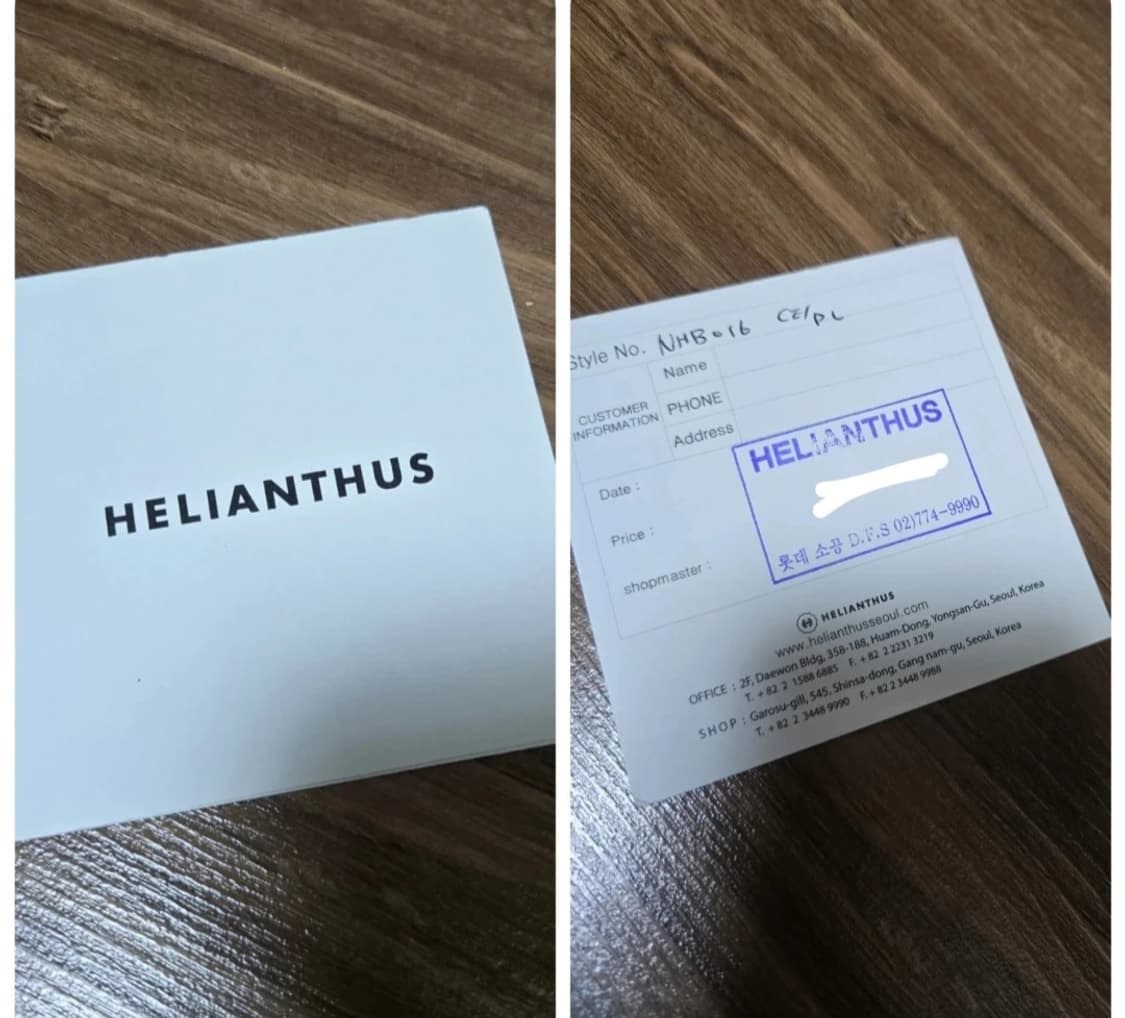 HELIANTHUS
Style No. NHB016 CEI/PL
CUSTOMER
INFORMATION
Name
PHONE
Address
Date :
Price :
shopmaster :
HELIANTHUS
롯데 소공 D.F.S 02)774-9990
HELIANTHUS
www.helianthusseoul.com
OFFICE : 2F, Daewon Bldg, 358-188, Huam-Dong, Yongsan-Gu, Seoul, Korea
T. +82 2 1588 6885 F. +82 2 2231 3219
SHOP : Garosu-gill, 545, Shinsa-dong, Gang nam-gu, Seoul, Korea
T. +82 2 3448 9990 F. +82 2 3448 9988